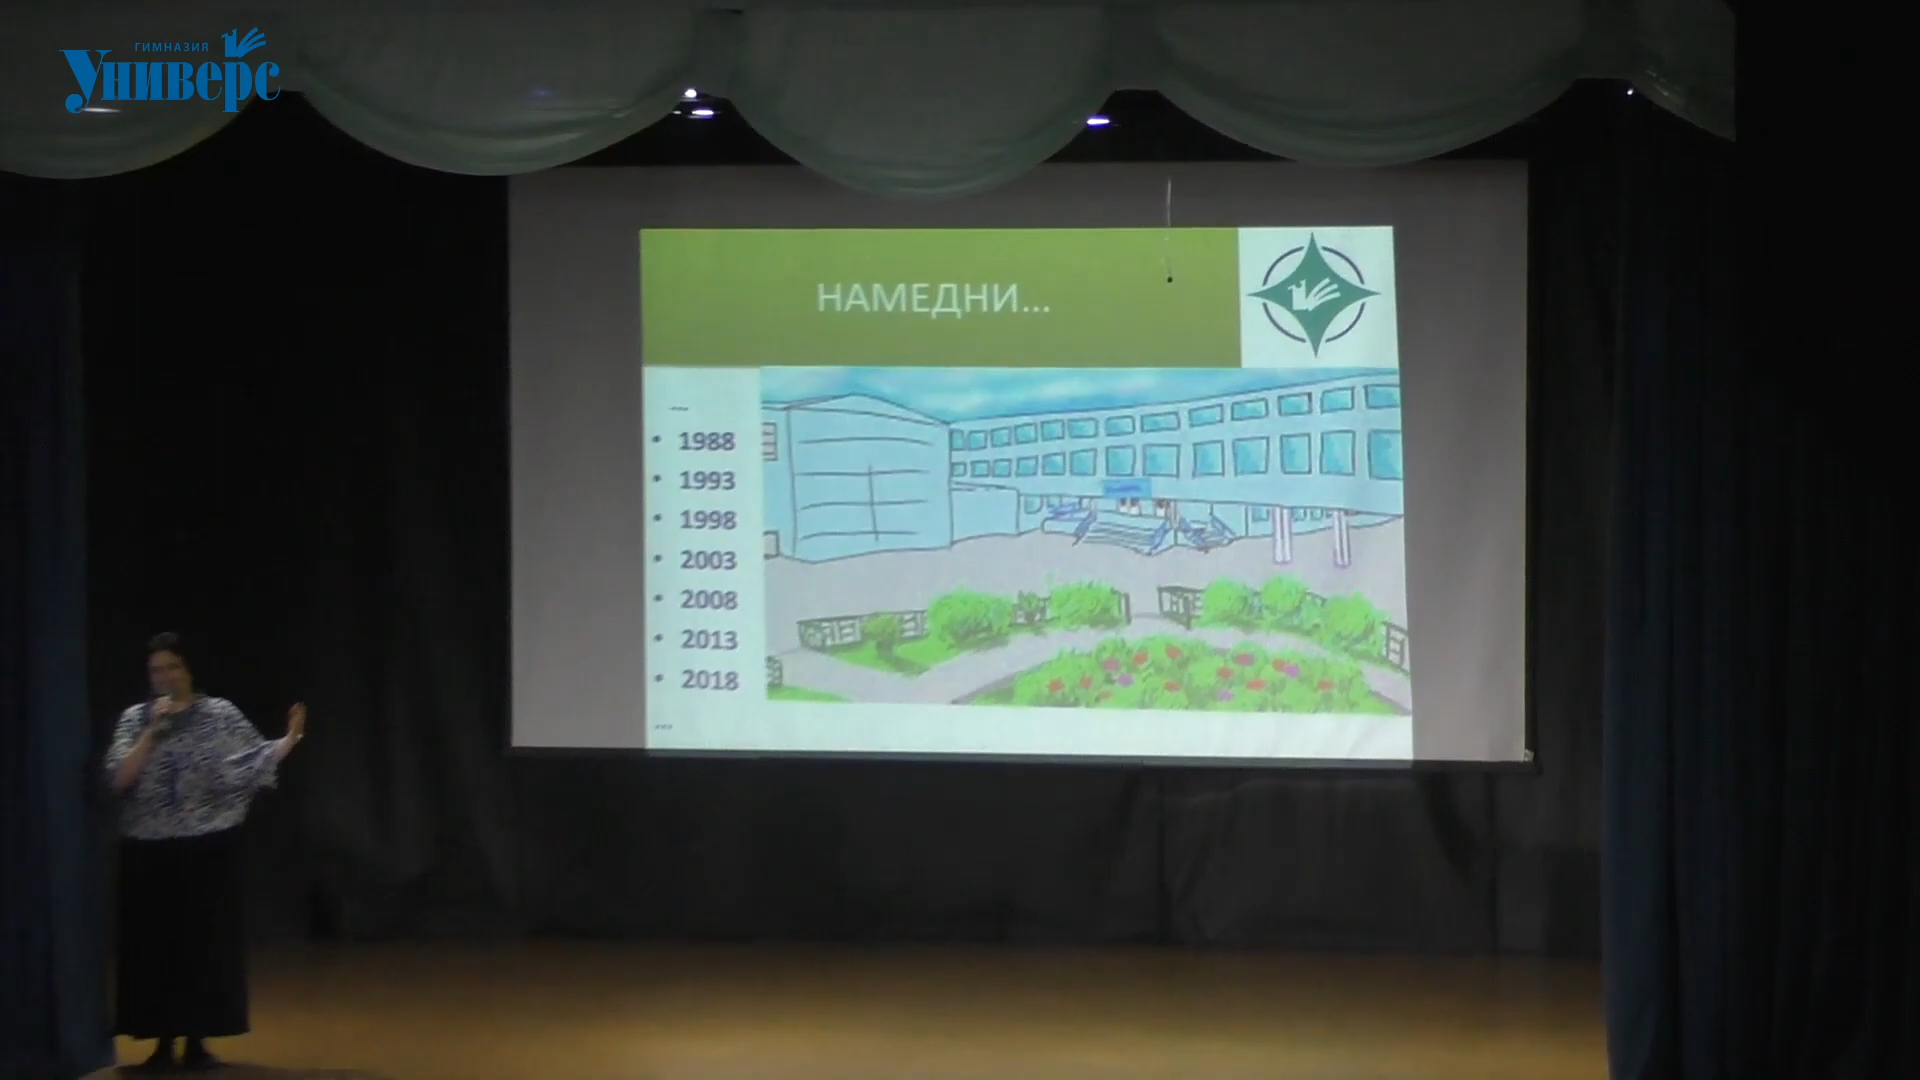 ГИМНАЗИЯ
Универс
НАМЕДНИ...
• 1988
• 1993
• 1998
• 2003
• 2008
• 2013
• 2018